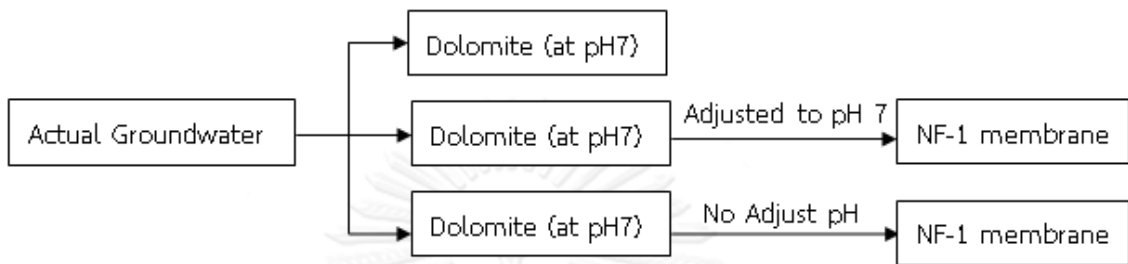 Dolomite (at pH7)
Actual Groundwater
Dolomite (at pH7)
Adjusted to pH 7
NF-1 membrane
Dolomite (at pH7)
No Adjust pH
NF-1 membrane